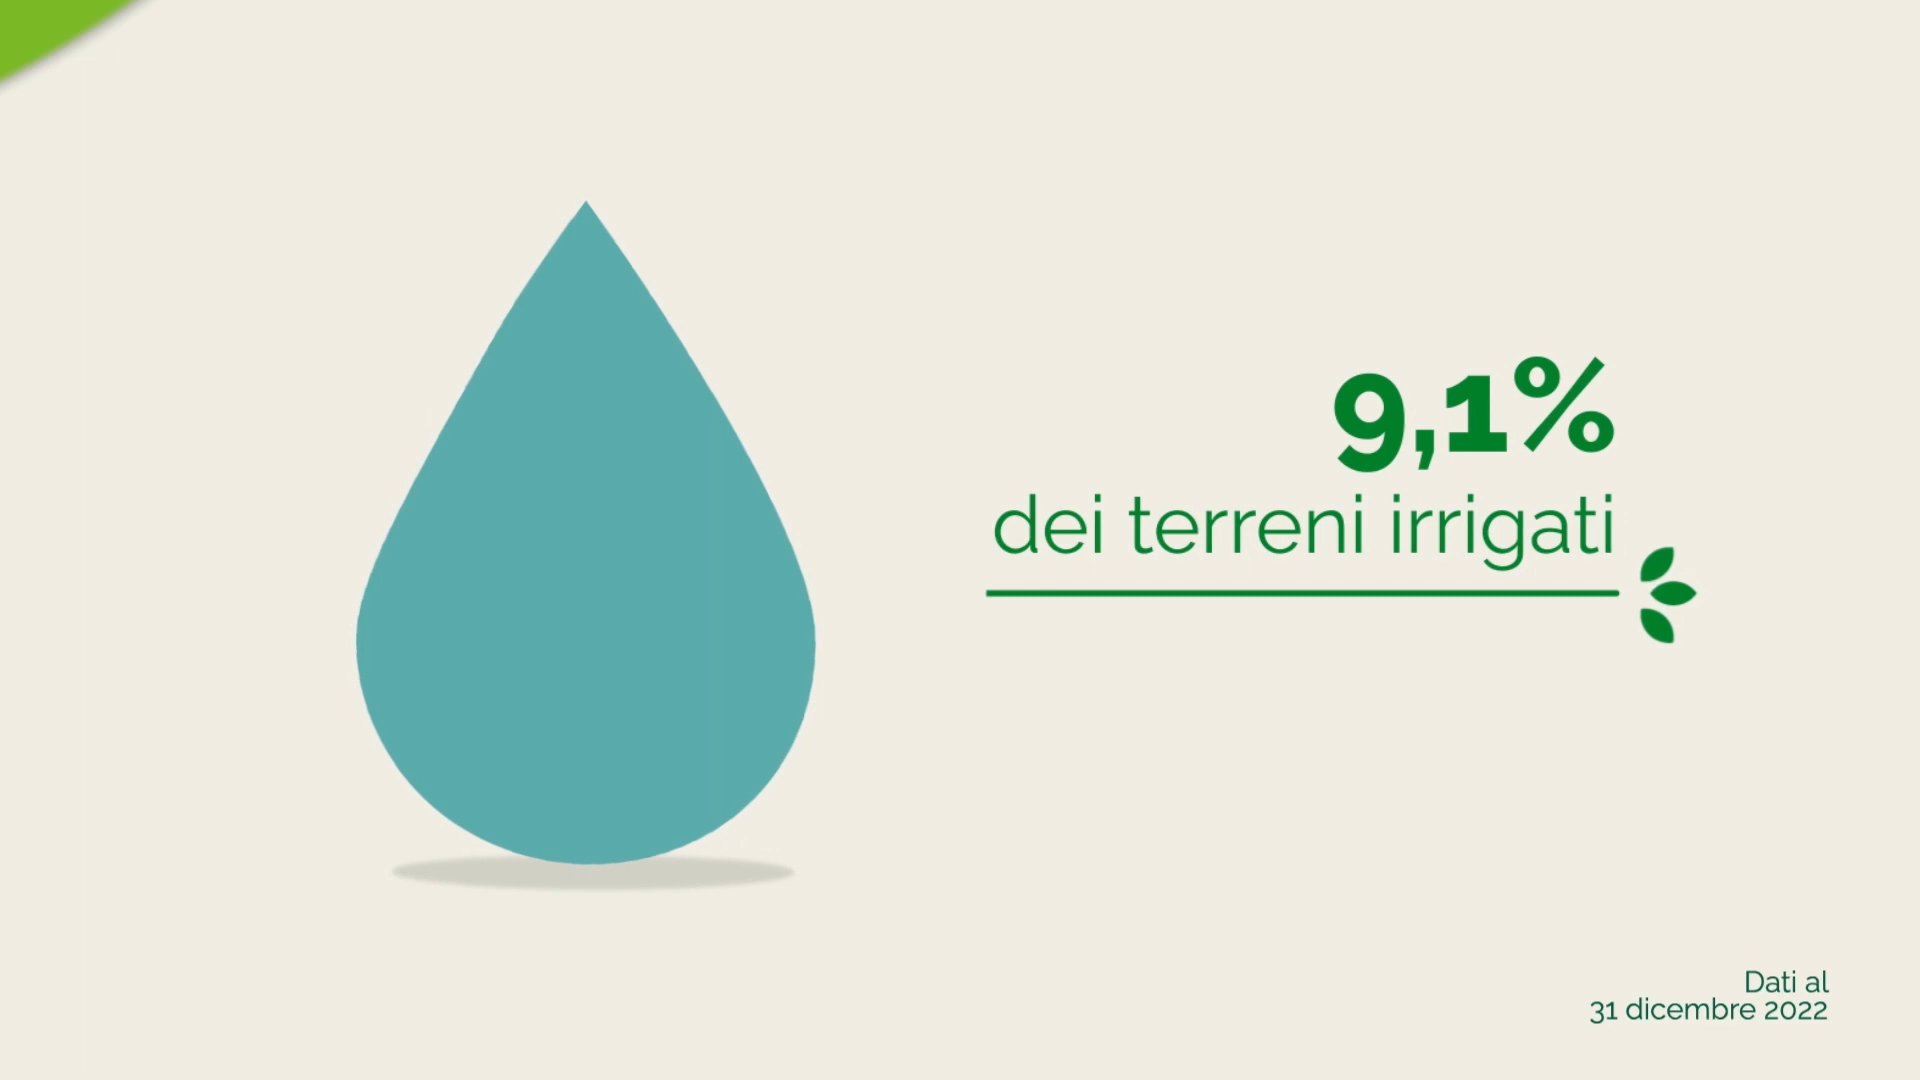 9,1%
dei terreni irrigati
Dati al
31 dicembre 2022